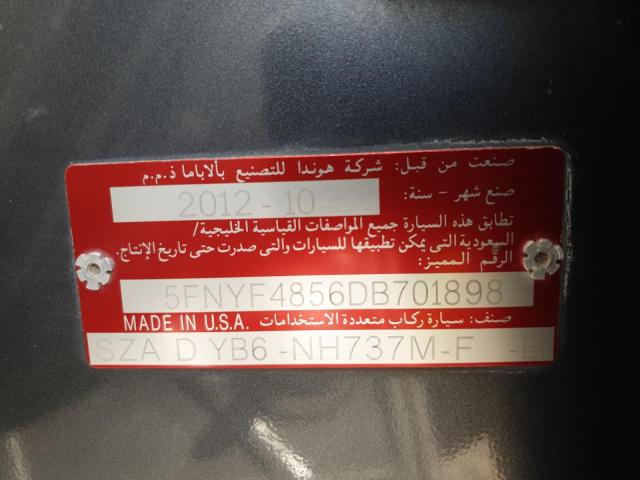 صنعت من قبل: شركة هوندا للتصنيع بألاباما ذ.م.م
صنع شهر - سنة: 2012 - 10
تطابق هذه السيارة جميع المواصفات القياسية الخليجية/
السعودية التى يمكن تطبيقها للسيارات والتى صدرت حتى تاريخ الإنتاج.
الرقم المميز:
5FNYF4856DB701898
صنف: سيارة ركاب متعددة الاستخدامات MADE IN U.S.A.
SZA D YB6 -NH737M-F -E